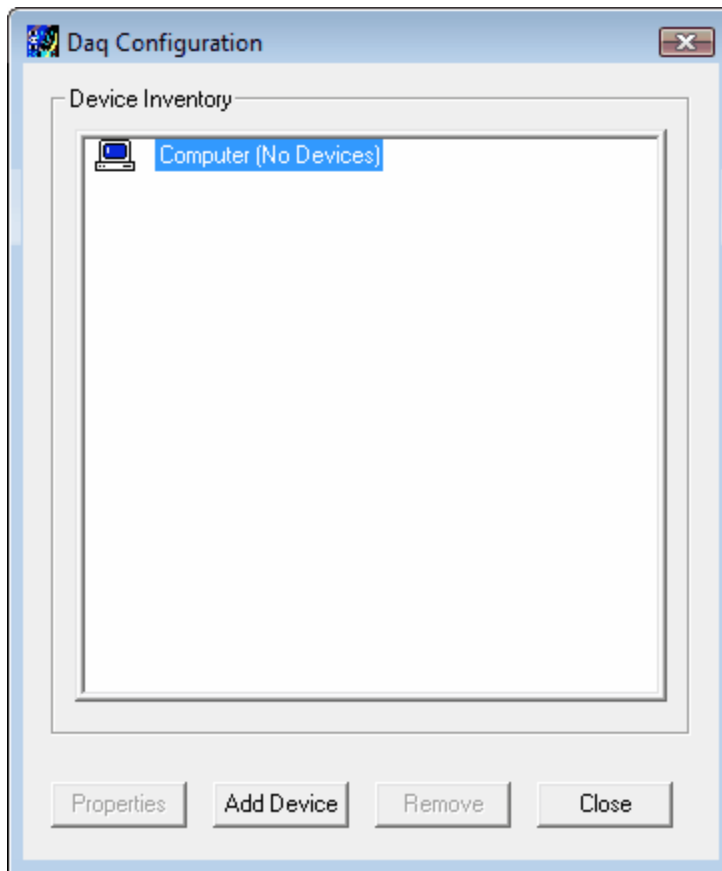 Daq Configuration
Device Inventory
Computer (No Devices)
Properties
Add Device
Remove
Close